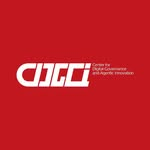 CDGAI
Center for
Digital Governance
and Agentic Innovation